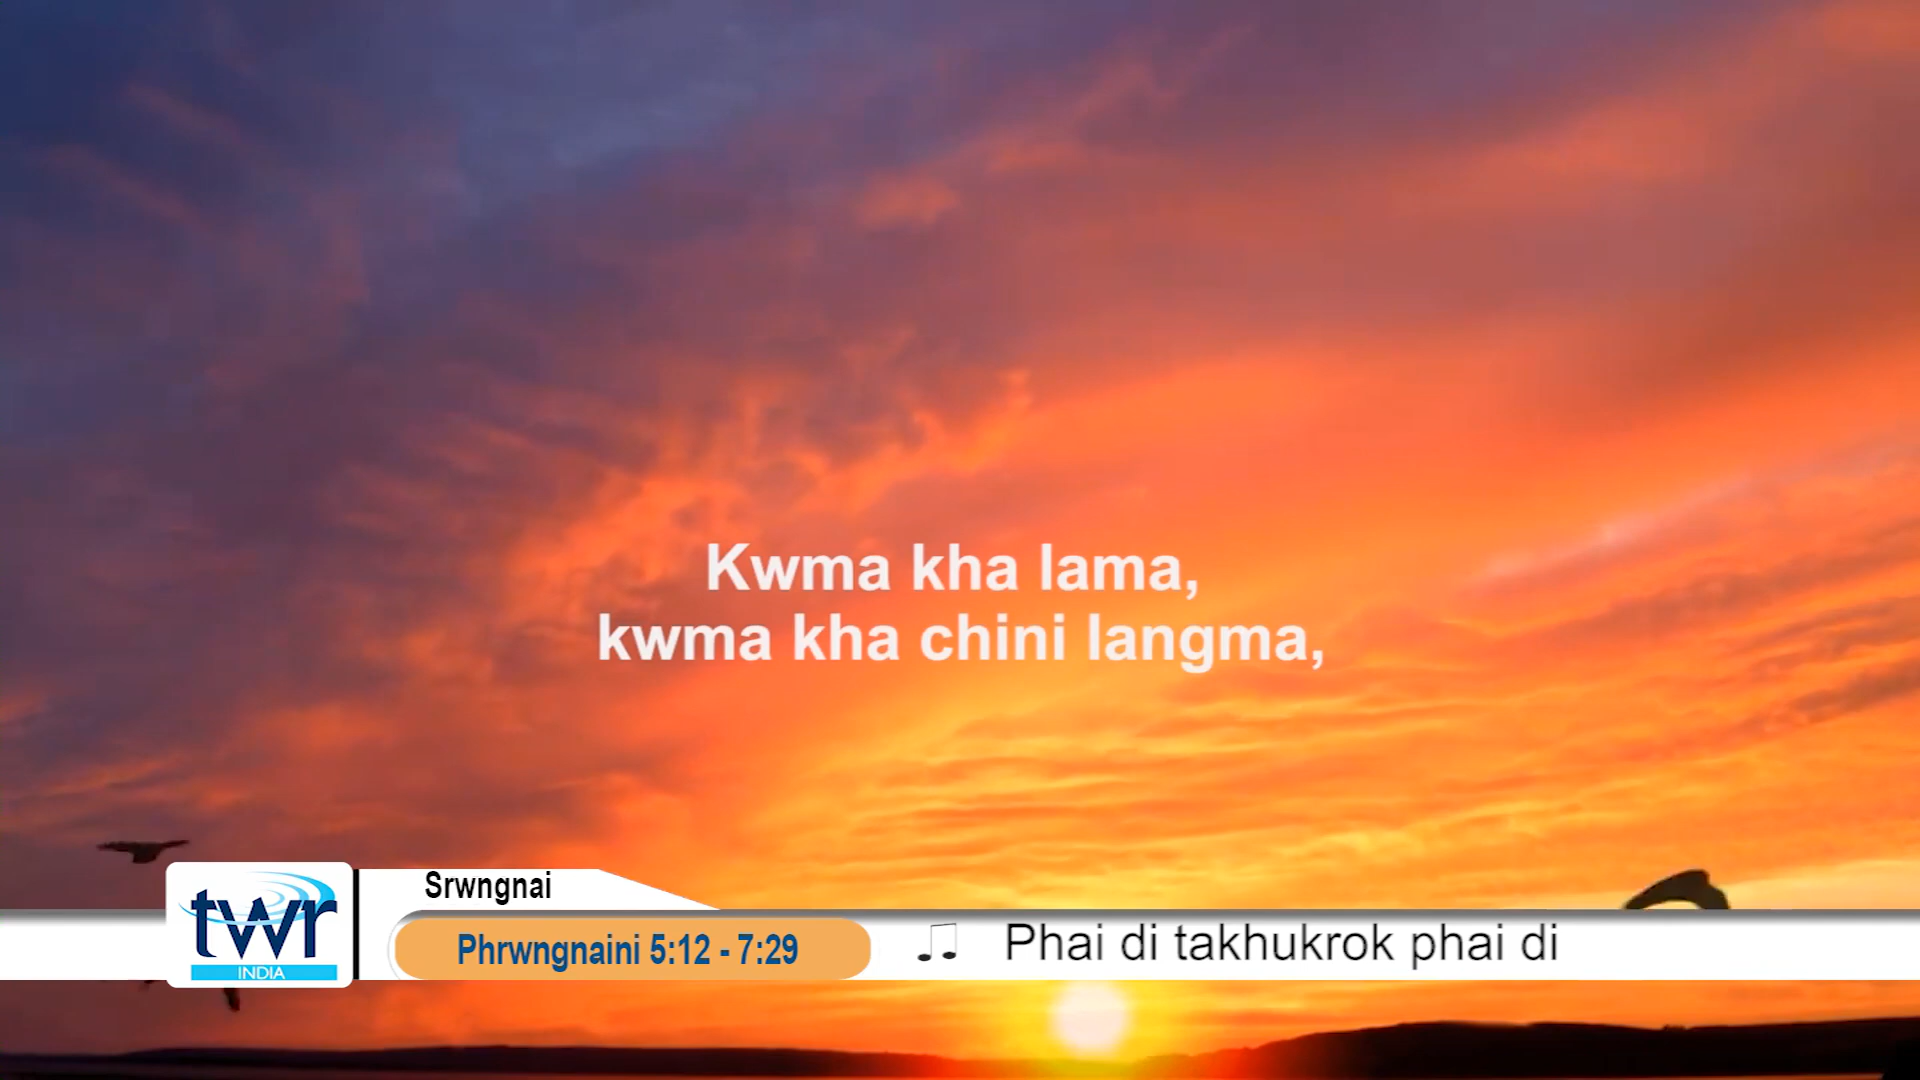 Kwma kha lama,
kwma kha chini langma,
twr
INDIA
Srwngnai
Phrwngnaini 5:12 - 7:29
Phai di takhukrok phai di